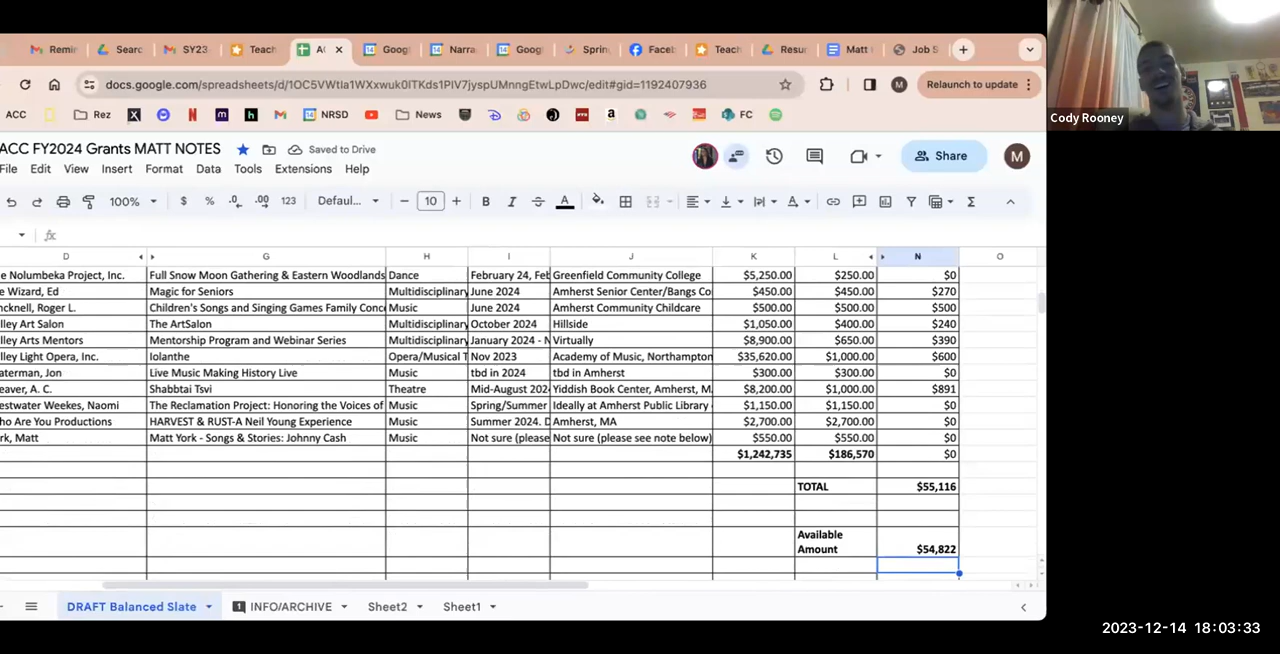 Remin Searc SY23- Teach AC Goog Narra Goog Sprin Faceb Teach Resu Matt Job S
docs.google.com/spreadsheets/d/1OC5VWtIa1WXxwuk0lTKds1PIV7jyspUMnngEtwLpDwc/edit#gid=1192407936 M Relaunch to update
ACC Rez NRSD News FC
Cody Rooney
ACC FY2024 Grants MATT NOTES Saved to Drive
File Edit View Insert Format Data Tools Extensions Help Share M
100% $ % .0 .00 123 Defaul... 10 B I A
fx
D G H I J K L N O
e Nolumbeka Project, Inc. Full Snow Moon Gathering & Eastern Woodlands Dance February 24, Feb Greenfield Community College $5,250.00 $250.00 $0
e Wizard, Ed Magic for Seniors Multidisciplinary June 2024 Amherst Senior Center/Bangs Co $450.00 $450.00 $270
ncknell, Roger L. Children's Songs and Singing Games Family Conc Music June 2024 Amherst Community Childcare $500.00 $500.00 $500
lley Art Salon The ArtSalon Multidisciplinary October 2024 Hillside $1,050.00 $400.00 $240
lley Arts Mentors Mentorship Program and Webinar Series Multidisciplinary January 2024 - N Virtually $8,900.00 $650.00 $390
lley Light Opera, Inc. Iolanthe Opera/Musical T Nov 2023 Academy of Music, Northampton $35,620.00 $1,000.00 $600
aterman, Jon Live Music Making History Live Music tbd in 2024 tbd in Amherst $300.00 $300.00 $0
eaver, A. C. Shabbtai Tsvi Theatre Mid-August 202 Yiddish Book Center, Amherst, M. $8,200.00 $1,000.00 $891
estwater Weekes, Naomi The Reclamation Project: Honoring the Voices of Music Spring/Summer Ideally at Amherst Public Library $1,150.00 $1,150.00 $0
ho Are You Productions HARVEST & RUST-A Neil Young Experience Music Summer 2024. D Amherst, MA $2,700.00 $2,700.00 $0
rk, Matt Matt York - Songs & Stories: Johnny Cash Music Not sure (please Not sure (please see note below) $550.00 $550.00 $0
$1,242,735 $186,570 $0
TOTAL $55,116
Available
Amount $54,822
DRAFT Balanced Slate 1 INFO/ARCHIVE Sheet2 Sheet1
2023-12-14 18:03:33